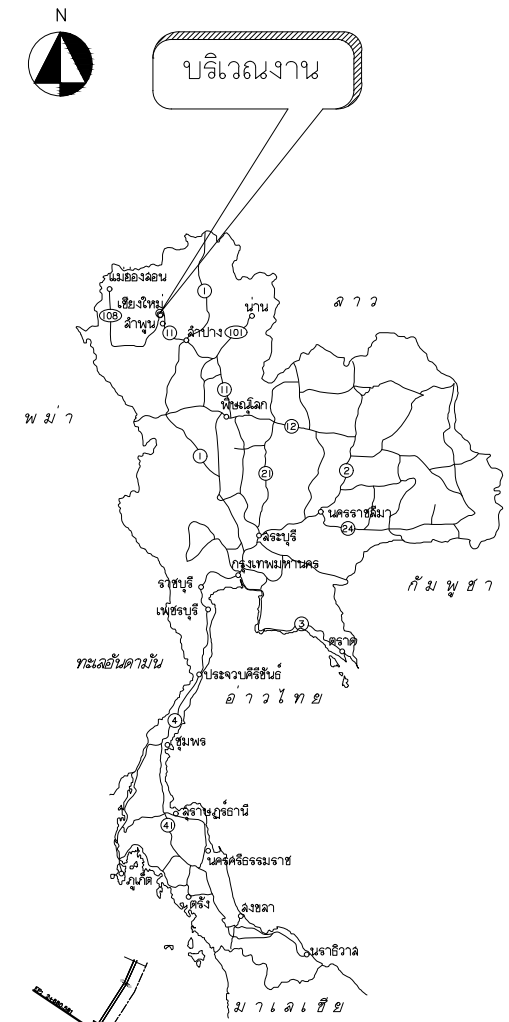 N
บริเวณงาน
แม่ฮ่องสอน
เชียงใหม่
ลำพูน
ลำปาง
น่าน
ลาว
108
11
1
101
พม่า
11
พิษณุโลก
12
1
21
2
นครราชสีมา
24
สระบุรี
กรุงเทพมหานคร
ราชบุรี
กัมพูชา
เพ็ชรบุรี
3
ตราด
ทะเลอันดามัน
ประจวบคีรีขันธ์
อ่าวไทย
4
ชุมพร
สุราษฎร์ธานี
41
นครศรีธรรมราช
ภูเก็ต
ตรัง
สงขลา
นราธิวาส
มาเลเซีย